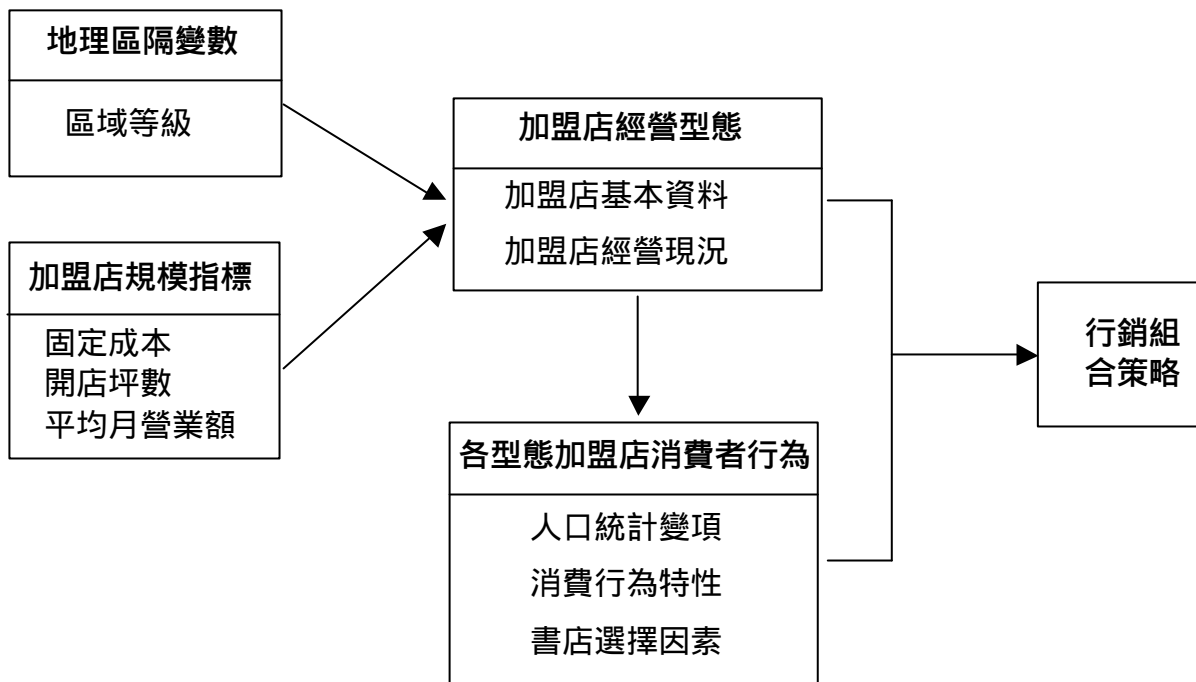 地理區隔變數
區域等級
加盟店規模指標
固定成本
開店坪數
平均月營業額
加盟店經營型態
加盟店基本資料
加盟店經營現況
各型態加盟店消費者行為
人口統計變項
消費行為特性
書店選擇因素
行銷組
合策略